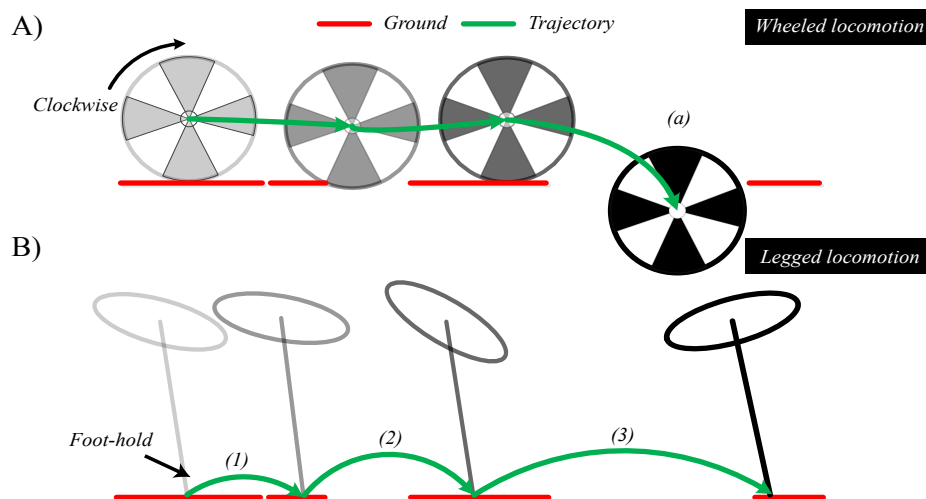 A)
Ground
Trajectory
Wheeled locomotion
Clockwise
(a)
B)
Legged locomotion
Foot-hold
(1)
(2)
(3)